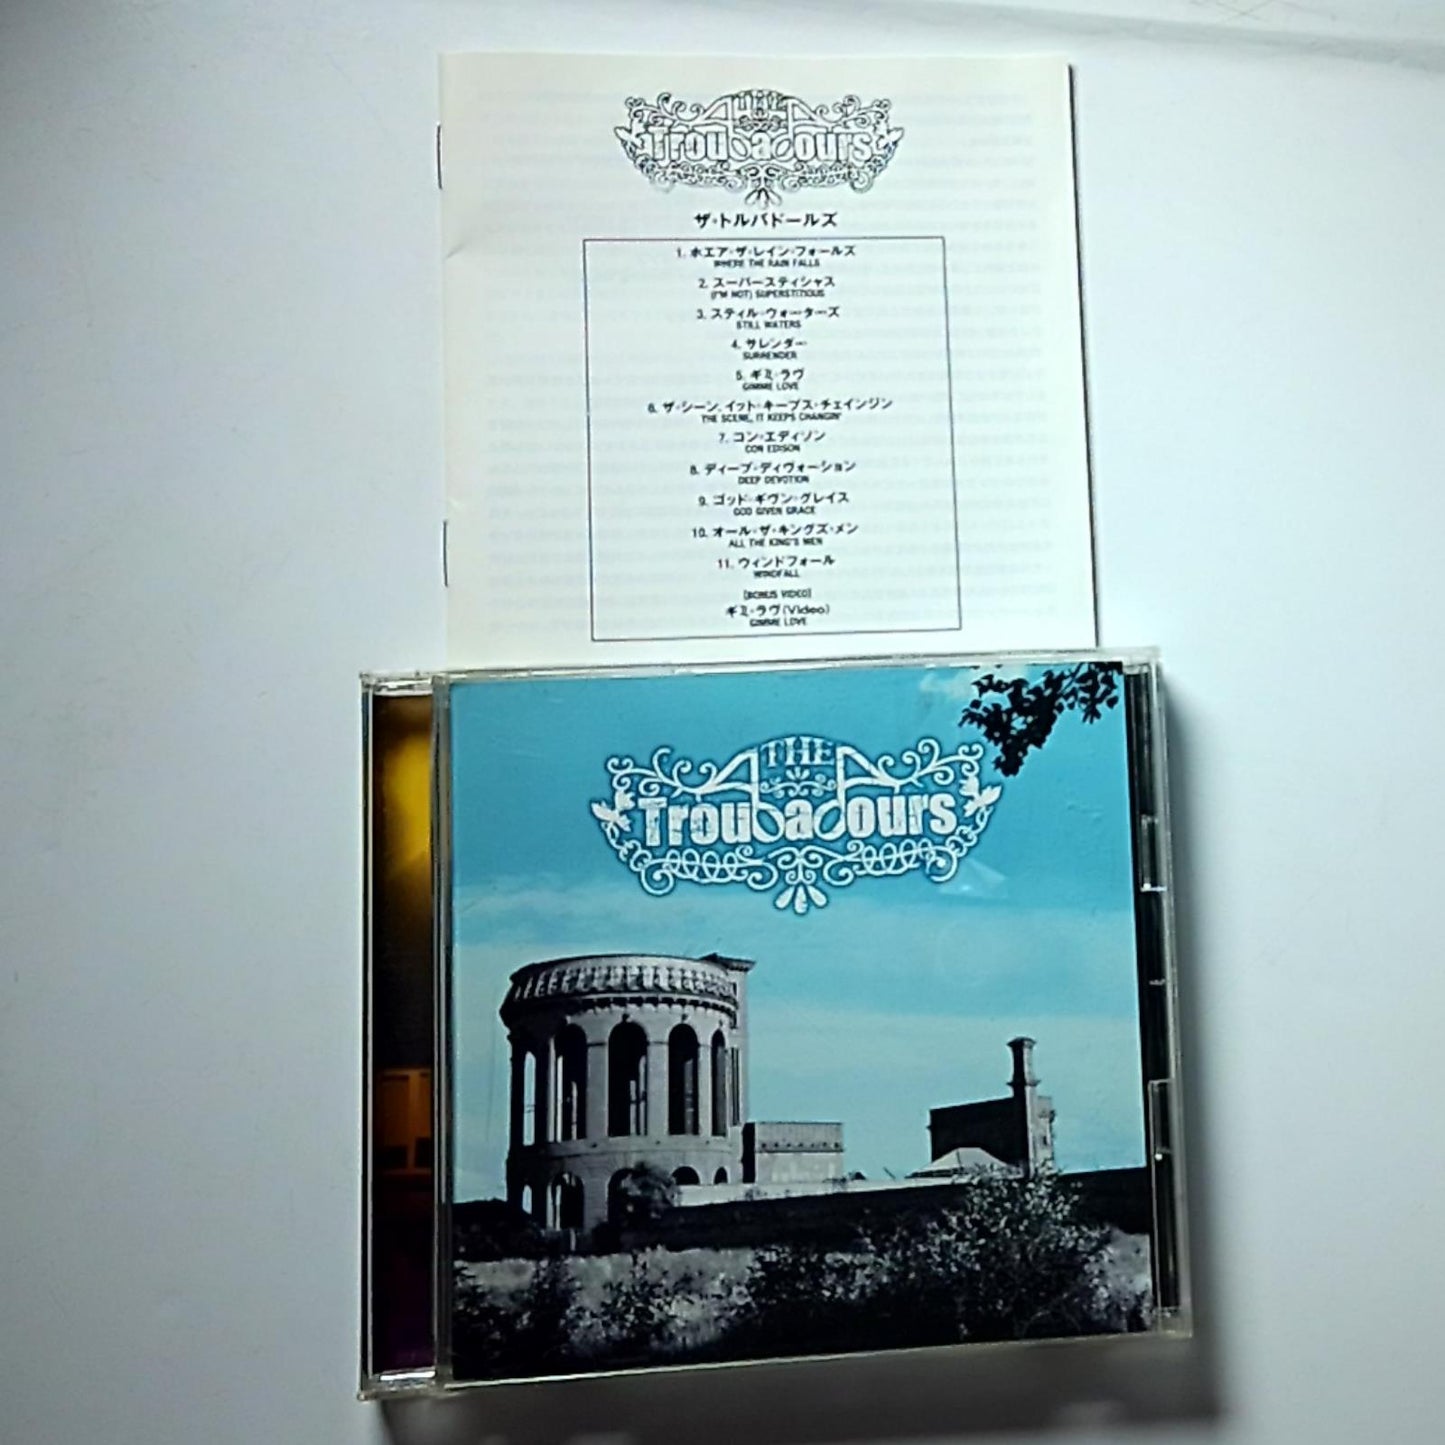 THE
Troubadours
ザ・トルバドールズ
1. ホエア・ザ・レイン・フォールズ
WHERE THE RAIN FALLS
2. スーパースティシャス
(I'M NOT) SUPERSTITIOUS
3. スティル・ウォーターズ
STILL WATERS
4. サレンダー
SURRENDER
5. ギミ・ラヴ
GIMME LOVE
6. ザ・シーン、イット・キープス・チェインジン
THE SCENE, IT KEEPS CHANGIN'
7. コン・エディソン
CON EDISON
8. ディープ・ディヴォーション
DEEP DEVOTION
9. ゴッド・ギヴン・グレイス
GOD GIVEN GRACE
10. オール・ザ・キングズ・メン
ALL THE KING'S MEN
11. ウィンドフォール
WINDFALL
[BONUS VIDEO]
ギミ・ラヴ(Video)
GIMME LOVE
THE
Troubadours